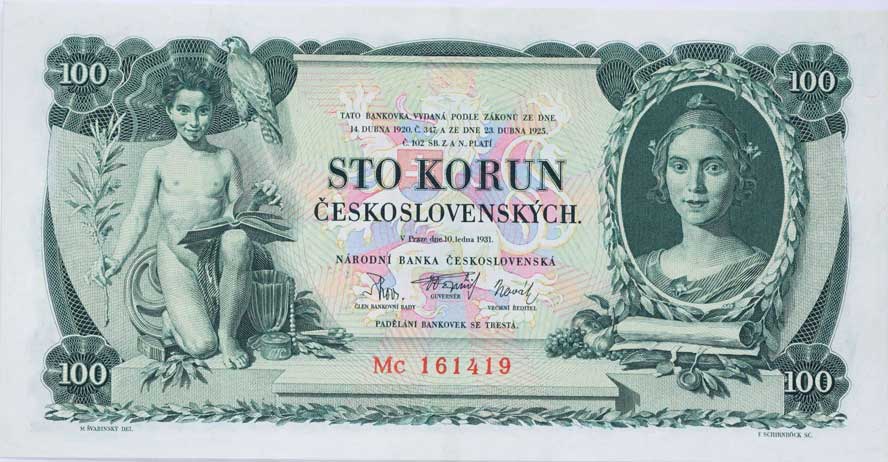 100
100
TATO BANKOVKA, VYDANÁ PODLE ZÁKONŮ ZE DNE
14. DUBNA 1920, Č. 347, A ZE DNE 23. DUBNA 1925,
Č. 102 SB. Z. A N. PLATÍ
STO KORUN
ČESKOSLOVENSKÝCH.
V Praze dne 10. ledna 1931.
NÁRODNÍ BANKA ČESKOSLOVENSKÁ
Novák
ČLEN BANKOVNÍ RADY
GUVERNÉR
VRCHNÍ ŘEDITEL
PADĚLÁNÍ BANKOVEK SE TRESTÁ.
Mc 161419
100
100
M. ŠVABINSKÝ DEL.
F. SCHIRNBÖCK SC.